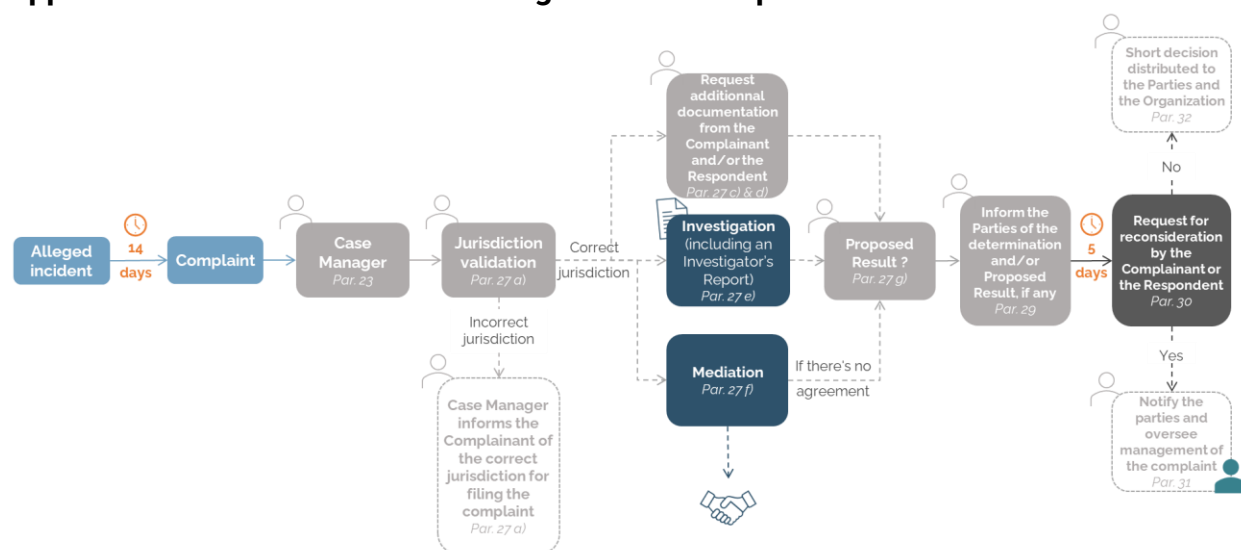 Alleged
incident
14
days
Complaint
Case
Manager
Par. 23
Jurisdiction
validation
Par. 27 a)
Correct
jurisdiction
Incorrect
jurisdiction
Case Manager
informs the
Complainant of
the correct
jurisdiction for
filing the
complaint
Par. 27 a)
Request
additionnal
documentation
from the
Complainant
and/or the
Respondent
Par. 27 c) & d)
Investigation
(including an
Investigator's
Report)
Par. 27 e)
Mediation
Par. 27 f)
If there's no
agreement
Proposed
Result ?
Par. 27 g)
Inform the
Parties of the
determination
and/or
Proposed
Result, if any
Par. 29
5
days
Short decision
distributed to
the Parties and
the Organization
Par. 32
No
Request for
reconsideration
by the
Complainant or
the Respondent
Par. 30
Yes
Notify the
parties and
oversee
management of
the complaint
Par. 31